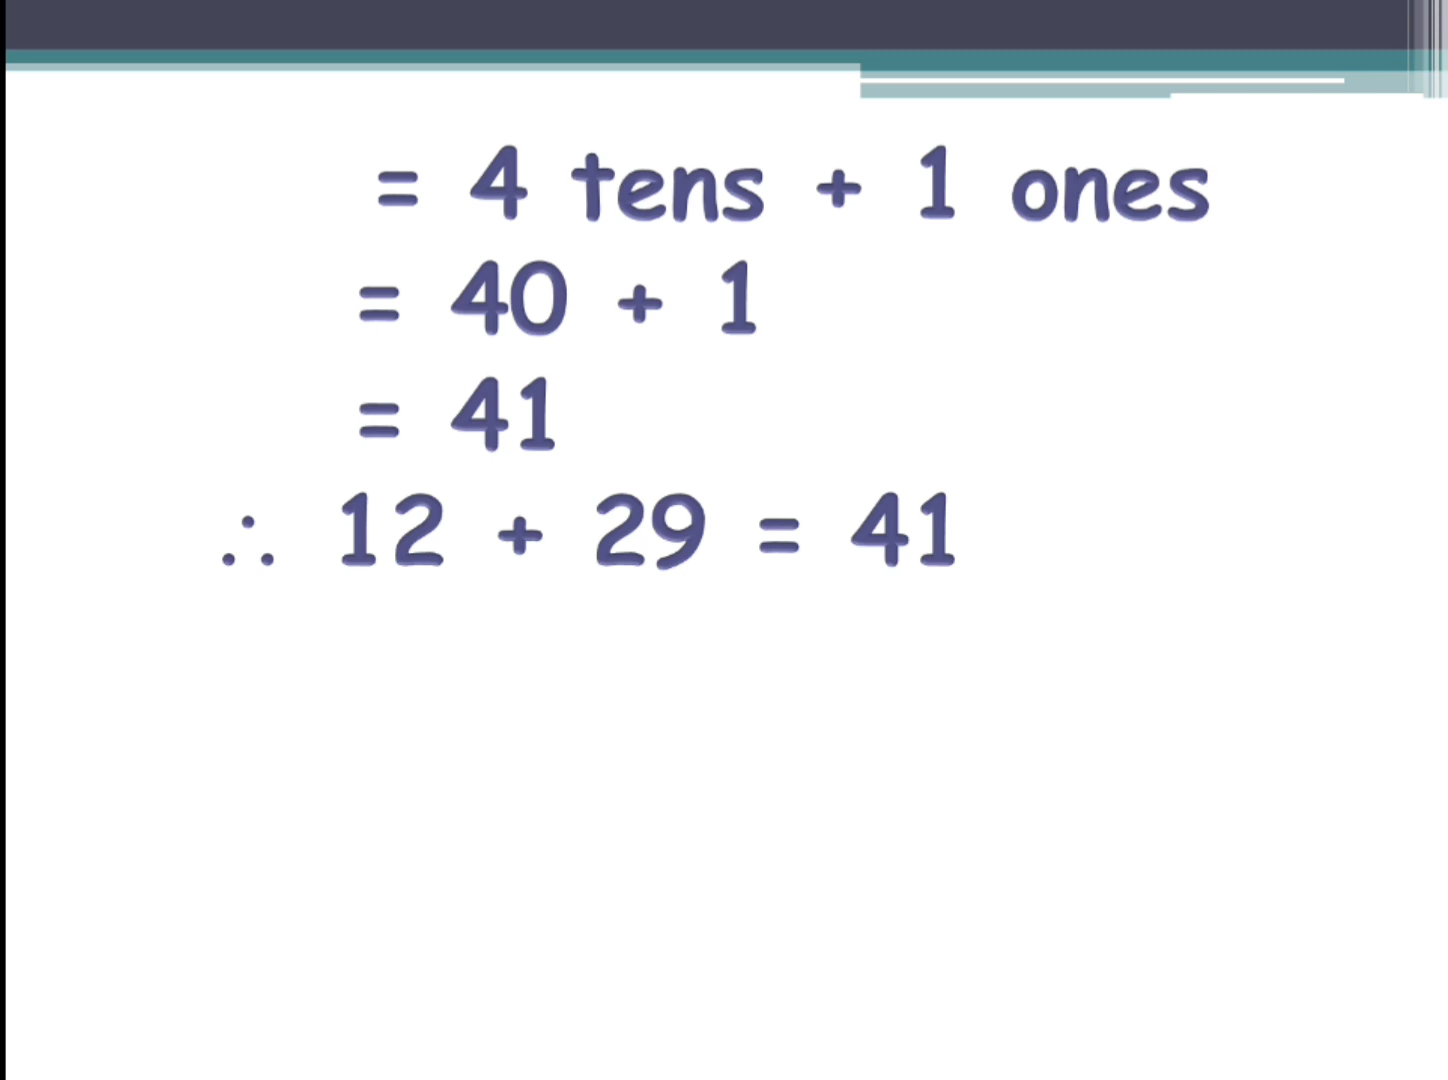 = 4 tens + 1 ones
= 40 + 1
= 41
∴ 12 + 29 = 41